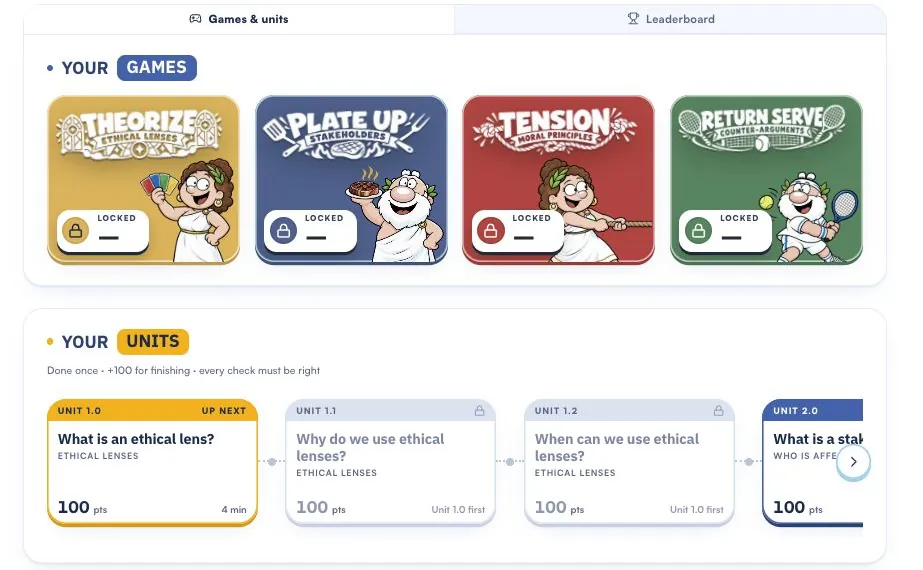 Games & units
Leaderboard
YOUR GAMES
THEORIZE
ETHICAL LENSES
LOCKED
—
PLATE UP
STAKEHOLDERS
LOCKED
—
TENSION
MORAL PRINCIPLES
LOCKED
—
RETURN SERVE
COUNTER-ARGUMENTS
LOCKED
—
YOUR UNITS
Done once · +100 for finishing · every check must be right
UNIT 1.0 UP NEXT
What is an ethical lens?
ETHICAL LENSES
100 pts 4 min
UNIT 1.1
Why do we use ethical
lenses?
ETHICAL LENSES
100 pts Unit 1.0 first
UNIT 1.2
When can we use ethical
lenses?
ETHICAL LENSES
100 pts Unit 1.0 first
UNIT 2.0
What is a stak
WHO IS AFFE
100 pts